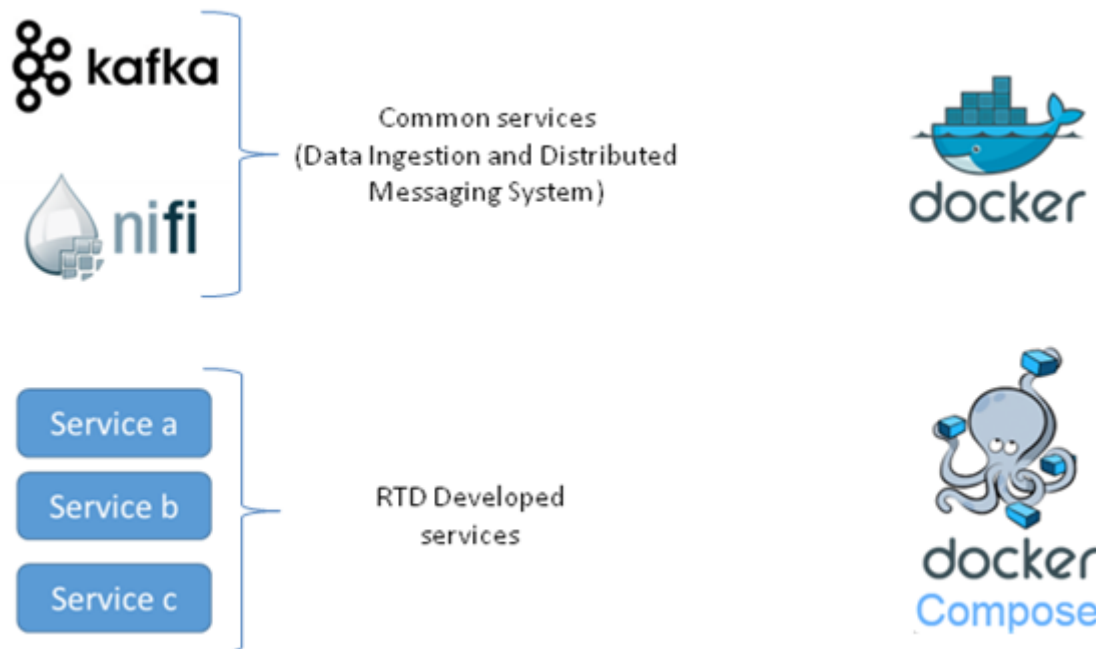 kafka
nifi
Common services
(Data Ingestion and Distributed
Messaging System)
docker
Service a
Service b
Service c
RTD Developed
services
docker
Compose